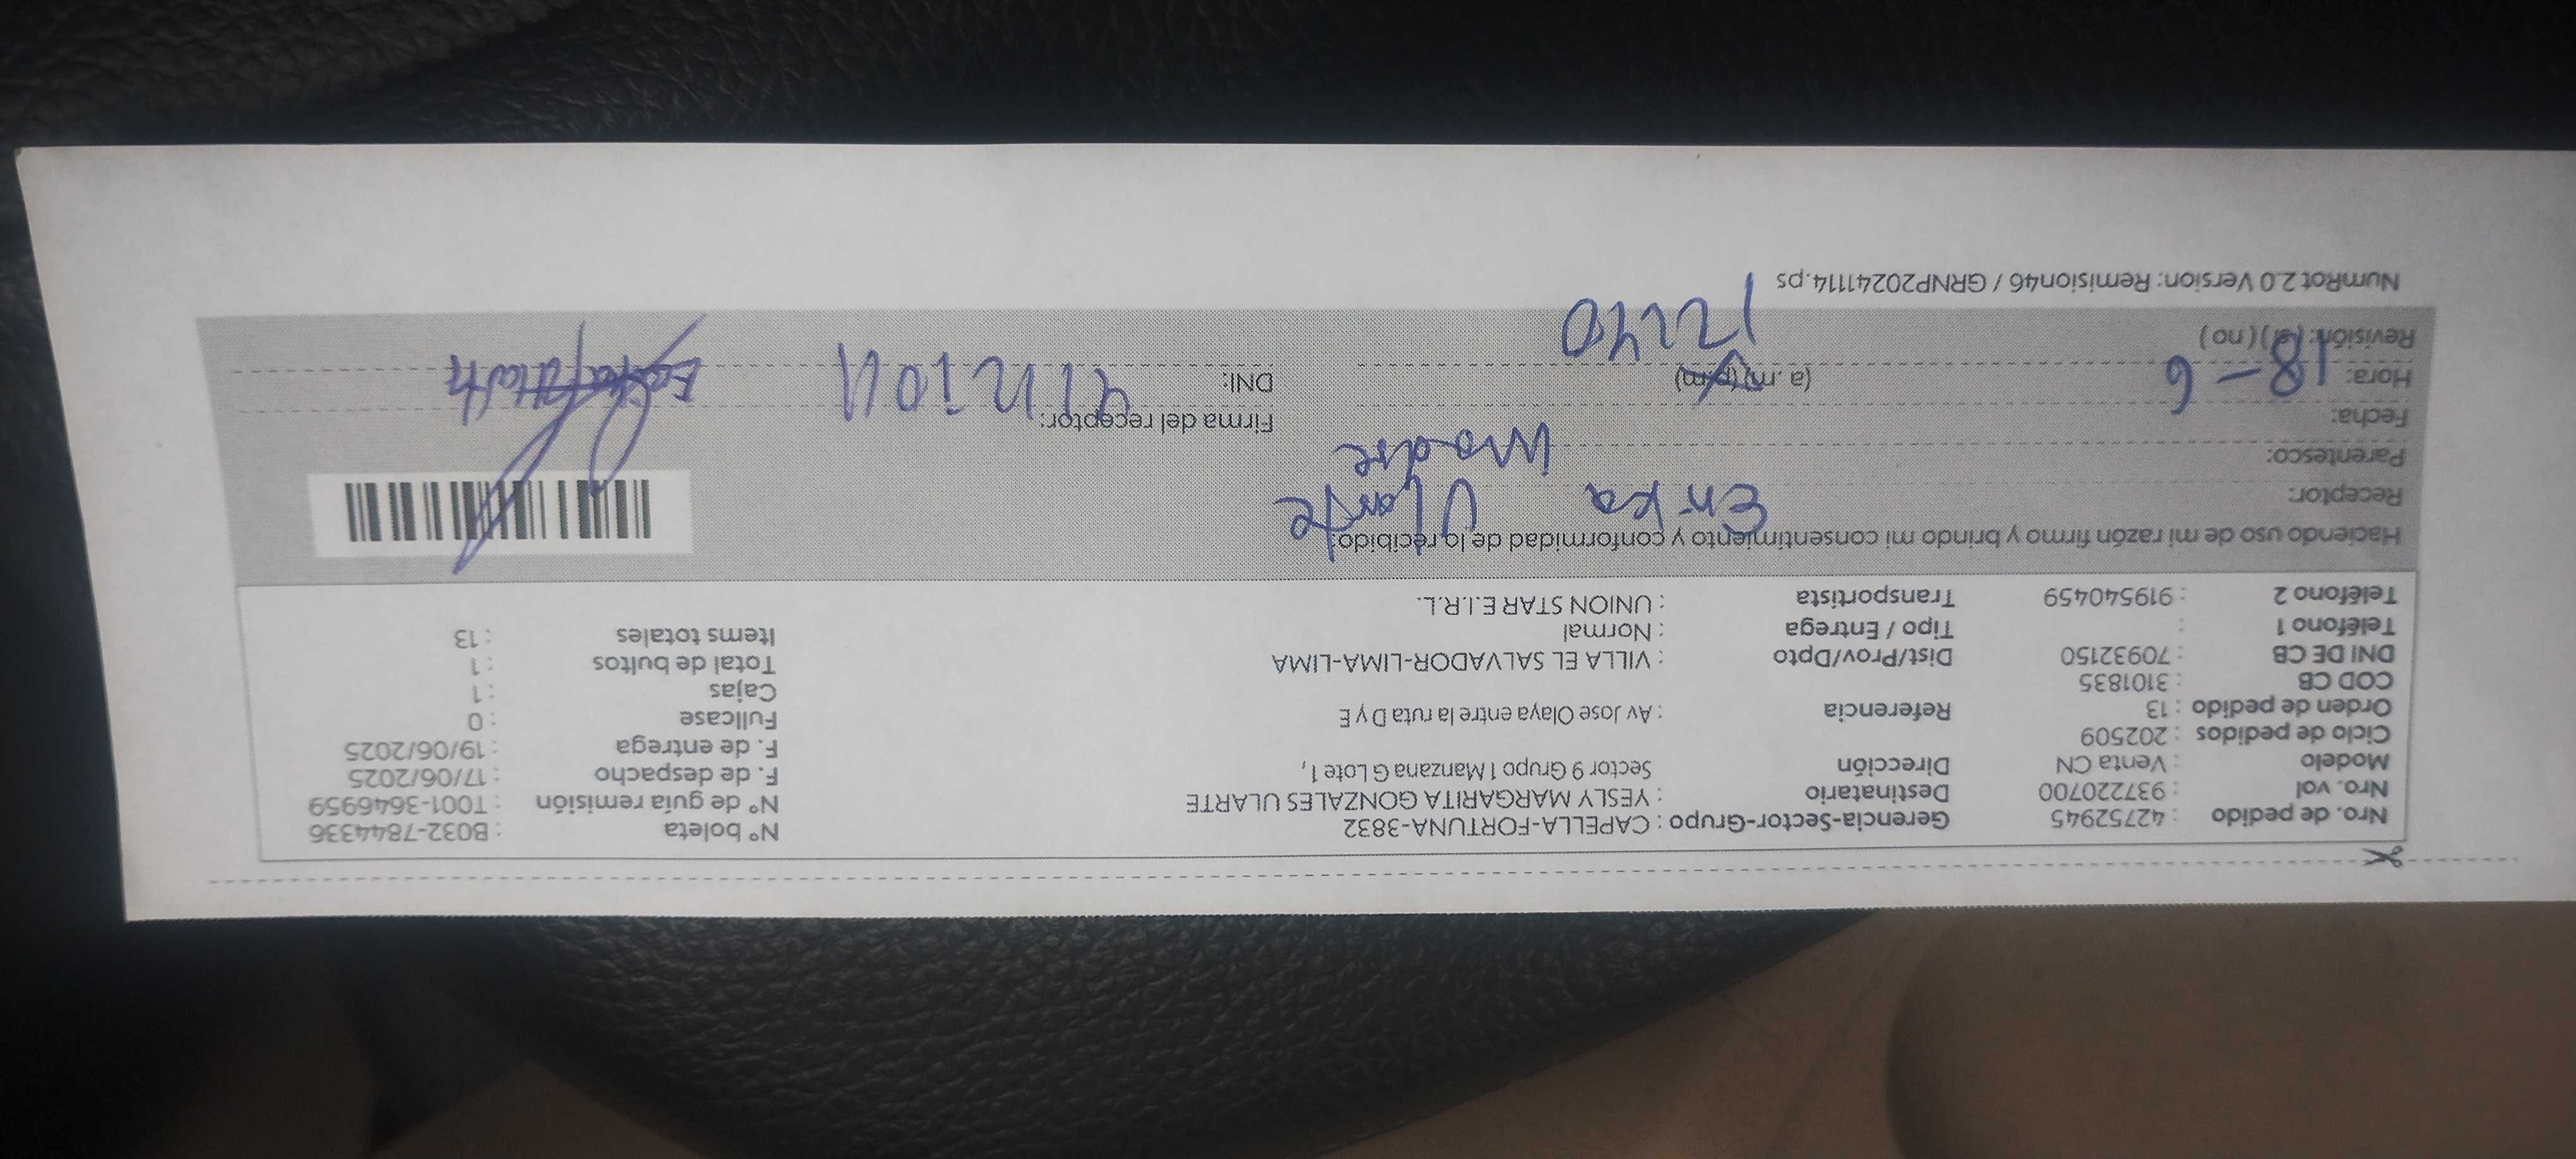 Nro. de pedido : 42752945 Gerencia-Sector-Grupo : CAPELLA-FORTUNA-3832 N° boleta : B032-7844336
Nro. vol : 9372207200 Destinatario : YESLY MARGARITA GONZALES ULARTE N° de guía remisión : T001-3646959
Modelo : Venta CN Dirección Sector 9 Grupo 1 Manzana G Lote 1, F. de despacho : 17/06/2025
Ciclo de pedidos : 202509 F. de entrega : 19/06/2025
Orden de pedido : 13 Referencia : Av Jose Olaya entre la ruta D y E Fullcase : 0
COD CB : 3101835 Cajas : 1
DNI DE CB : 70932150 Dist/Prov/Dpto : VILLA EL SALVADOR-LIMA-LIMA Total de bultos : 1
Teléfono 1 : Tipo / Entrega : Normal Items totales : 13
Teléfono 2 : 919540459 Transportista : UNION STAR E.I.R.L.
Haciendo uso de mi razón firmo y brindo mi consentimiento y conformidad de lo recibido:
Receptor: Erika Ularte
Parentesco: Madre
Fecha: 18-6 Firma del receptor:
Hora: 12:40 (a. m.) (p.m) DNI:
Revisión: (si) (no)
NumRot 2.0 Version: Remision46 / GRNP20241114.ps